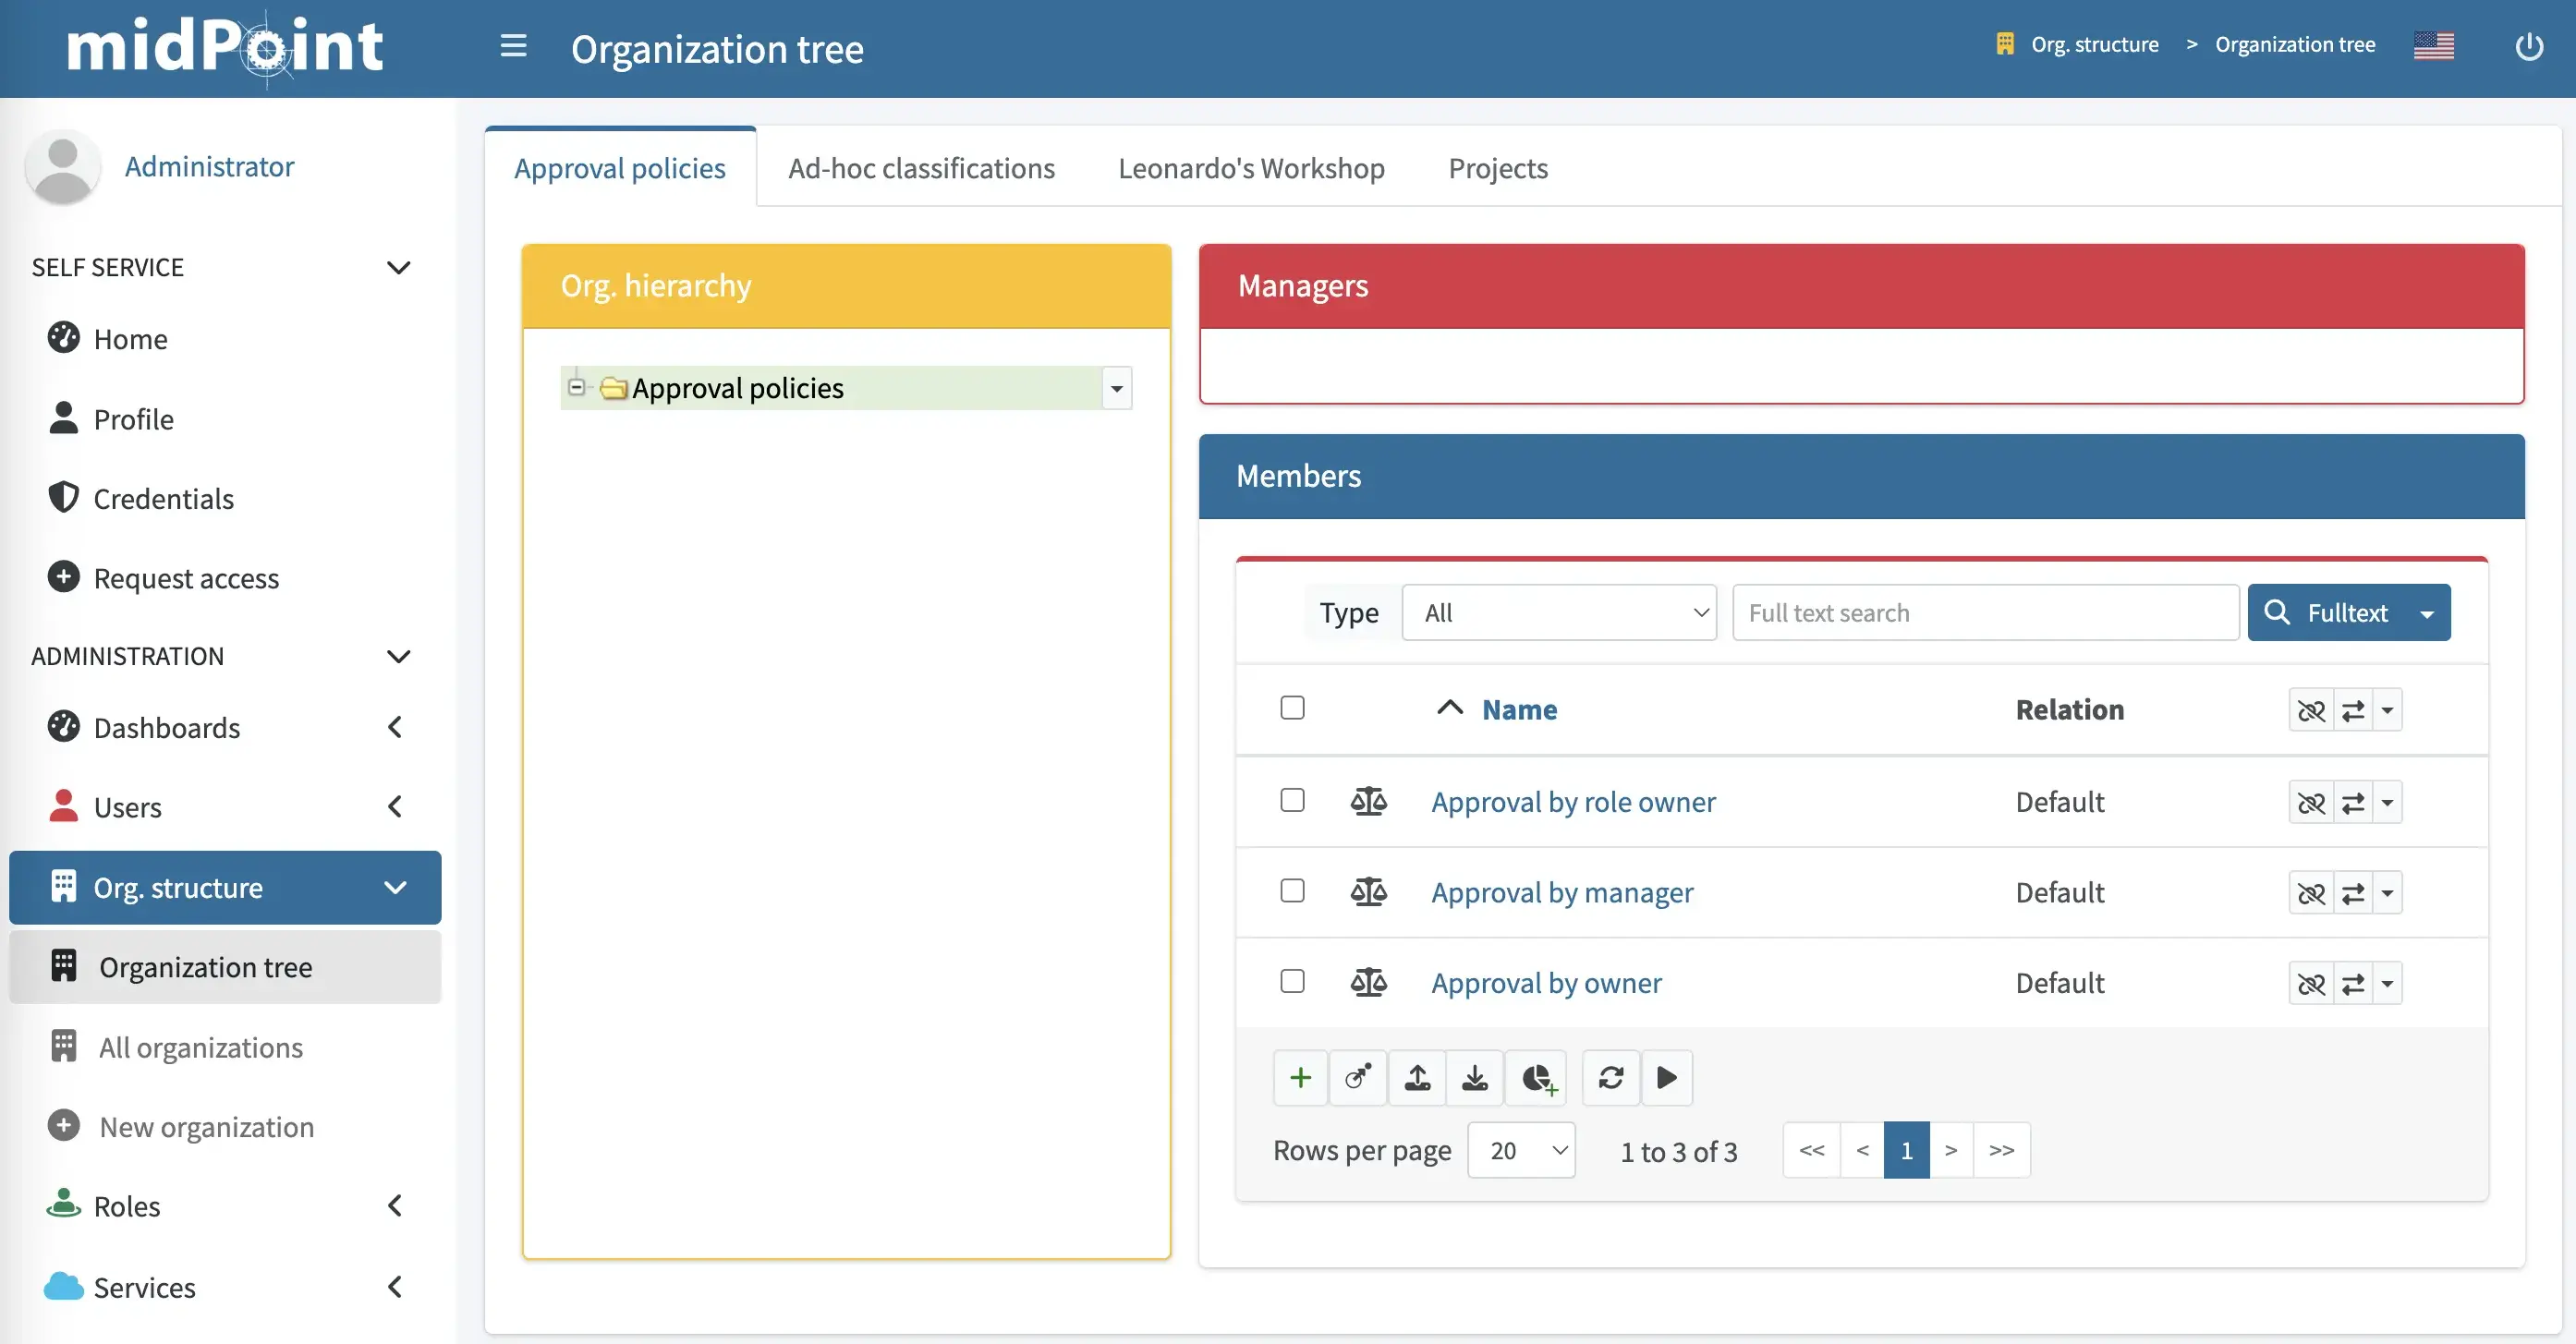 midPoint
Organization tree
Org. structure > Organization tree
Administrator
SELF SERVICE
Home
Profile
Credentials
Request access
ADMINISTRATION
Dashboards
Users
Org. structure
Organization tree
All organizations
New organization
Roles
Services
Approval policies
Ad-hoc classifications
Leonardo's Workshop
Projects
Org. hierarchy
Approval policies
Managers
Members
Type All Full text search Fulltext
Name Relation
Approval by role owner Default
Approval by manager Default
Approval by owner Default
Rows per page 20 1 to 3 of 3 << < 1 > >>